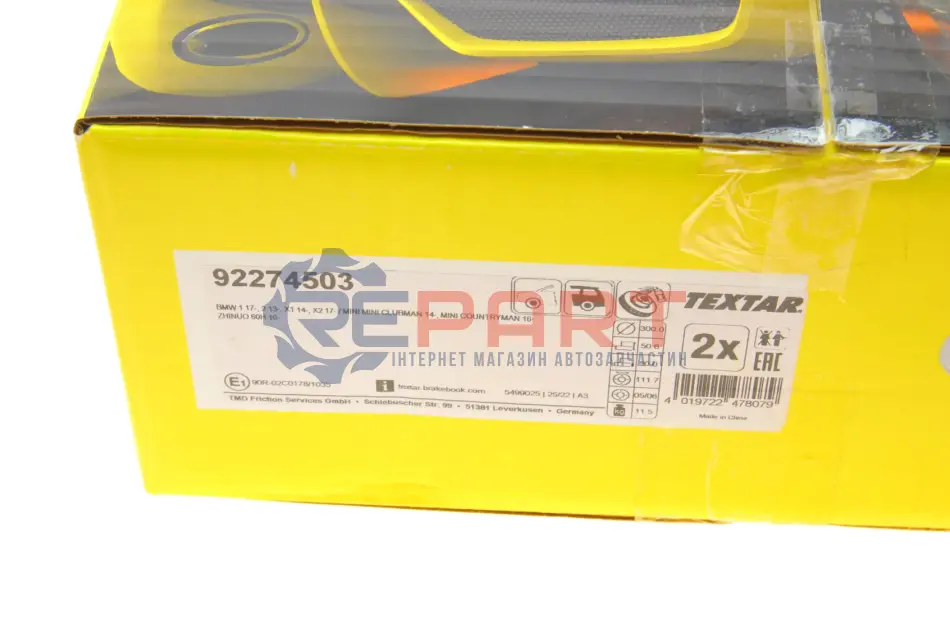 92274503
BMW 1 17-, 2 13-, X1 14-, X2 17- / MINI MINI CLUBMAN 14-, MINI COUNTRYMAN 16-
ZHINUO 60H 16-
TEXTAR
2x
EAC
300.0
111.7
05/06
11.5
kg
E1 90R-02C0178/1035
textar brakebook.com
5499025 | 25/22 | A3
TMD Friction Services GmbH • Schlebuscher Str. 99 • 51381 Leverkusen • Germany
4 019722 478079
Made in China
REPART
ІНТЕРНЕТ МАГАЗИН АВТОЗАПЧАСТИН